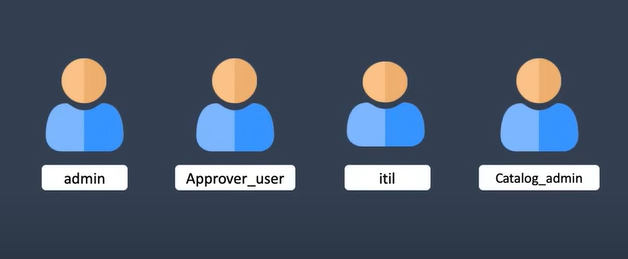 admin
Approver_user
itil
Catalog_admin